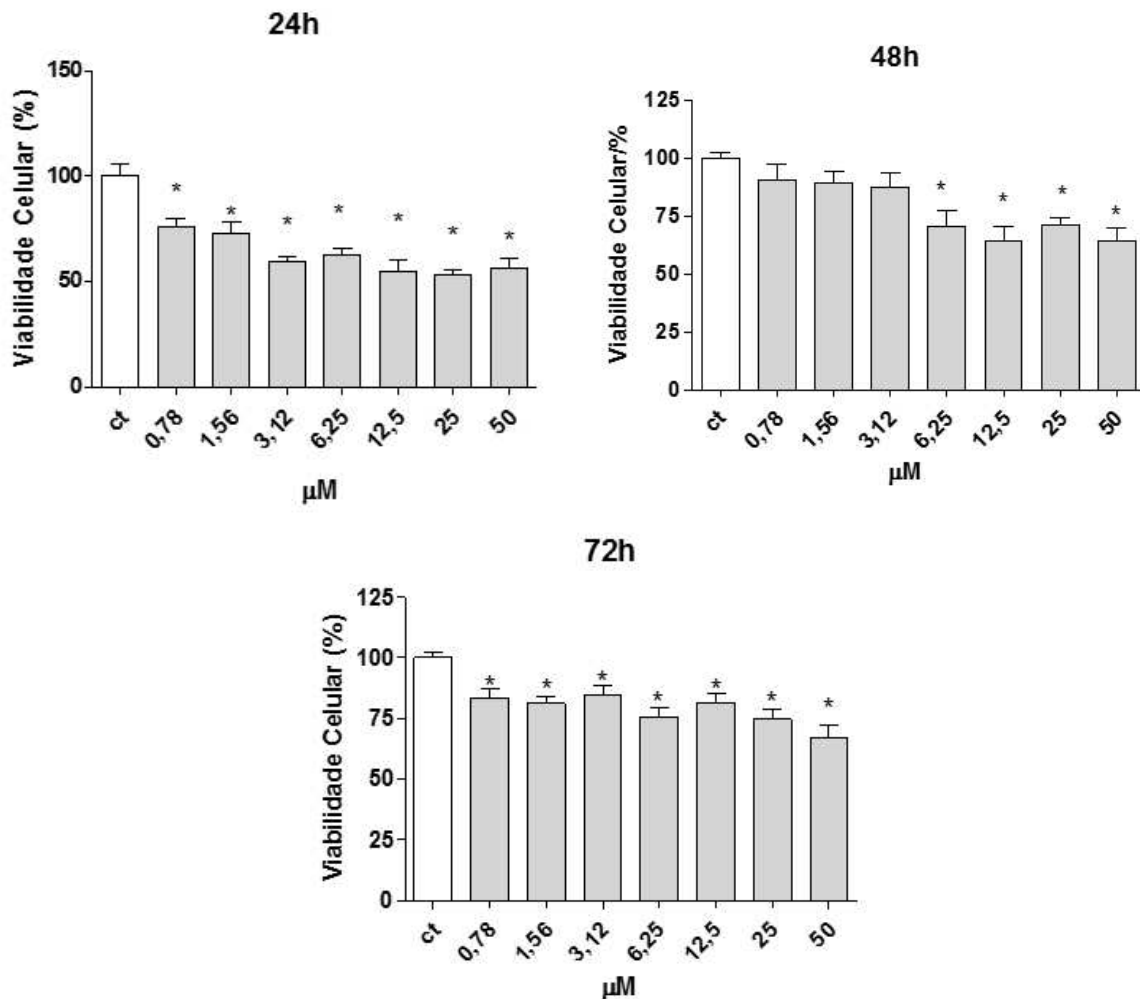 24h
Viabilidade Celular (%)
150
100
50
0
* * * * * * *
ct 0,78 1,56 3,12 6,25 12,5 25 50
µM
48h
Viabilidade Celular/%
125
100
75
50
25
0
* * * *
ct 0,78 1,56 3,12 6,25 12,5 25 50
µM
72h
Viabilidade Celular (%)
125
100
75
50
25
0
* * * * * * *
ct 0,78 1,56 3,12 6,25 12,5 25 50
µM